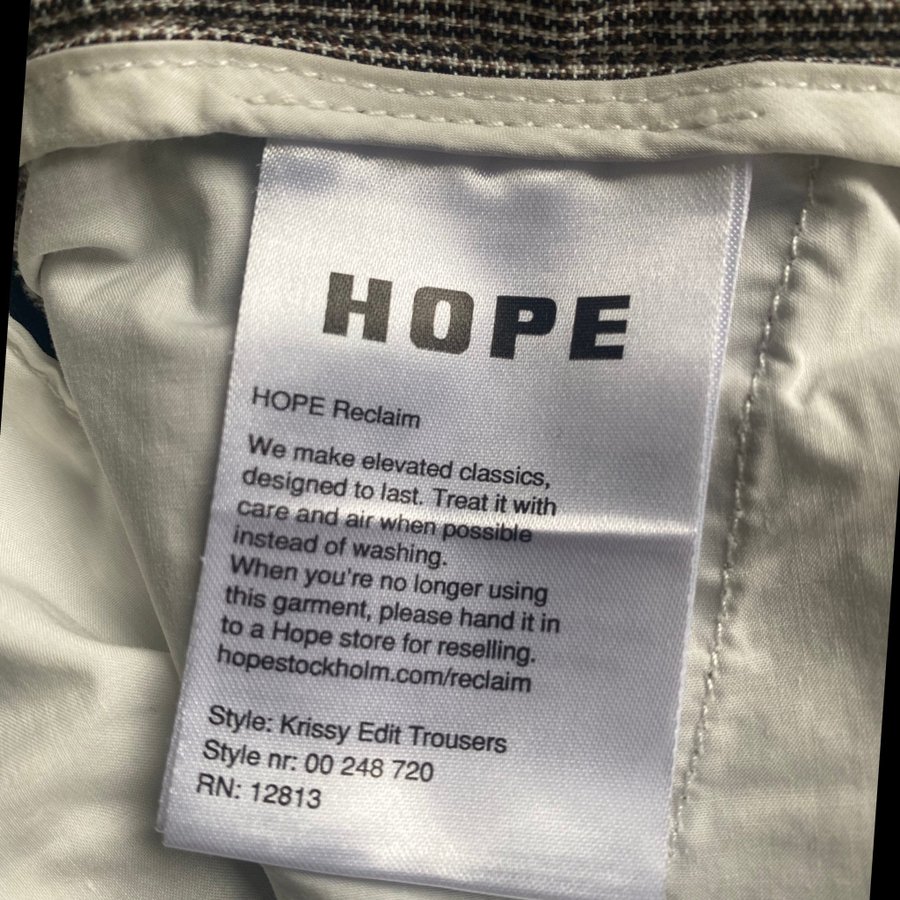 HOPE
HOPE Reclaim
We make elevated classics,
designed to last. Treat it with
care and air when possible
instead of washing.
When you're no longer using
this garment, please hand it in
to a Hope store for reselling.
hopestockholm.com/reclaim
Style: Krissy Edit Trousers
Style nr: 00 248 720
RN: 12813